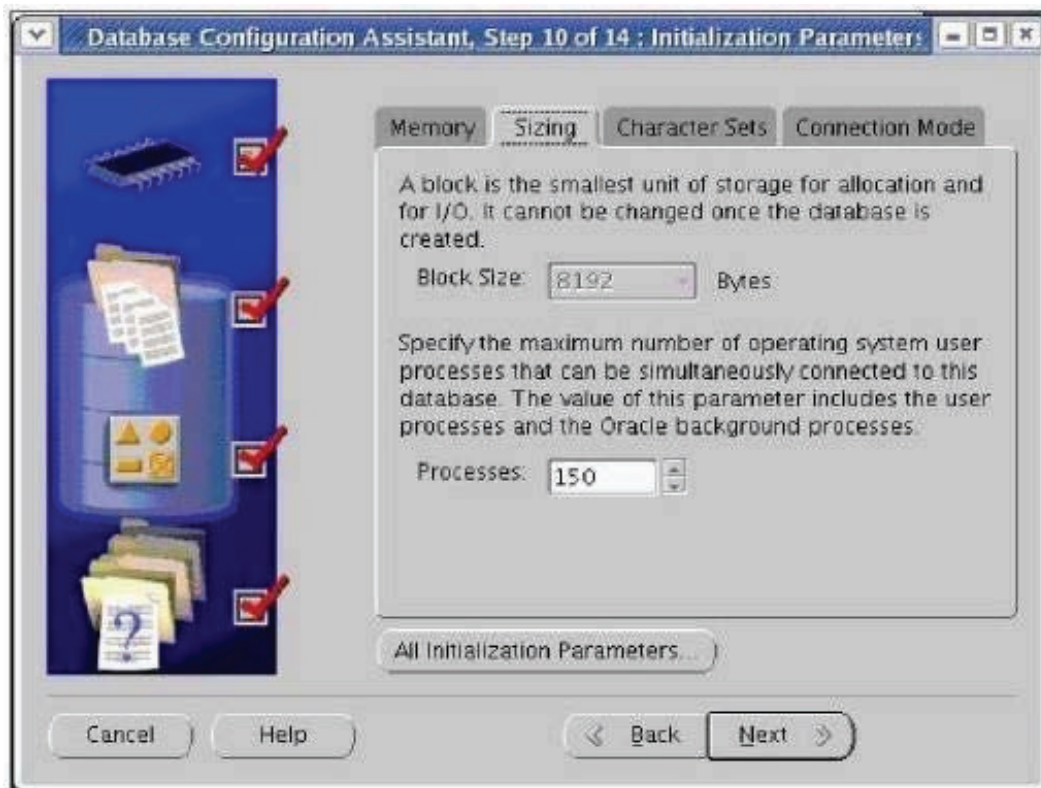 Database Configuration Assistant, Step 10 of 14 : Initialization Parameters
Memory
Sizing
Character Sets
Connection Mode
A block is the smallest unit of storage for allocation and
for I/O. It cannot be changed once the database is
created.
Block Size: 8192 Bytes
Specify the maximum number of operating system user
processes that can be simultaneously connected to this
database. The value of this parameter includes the user
processes and the Oracle background processes.
Processes: 150
?
All Initialization Parameters...
Cancel
Help
Back
Next